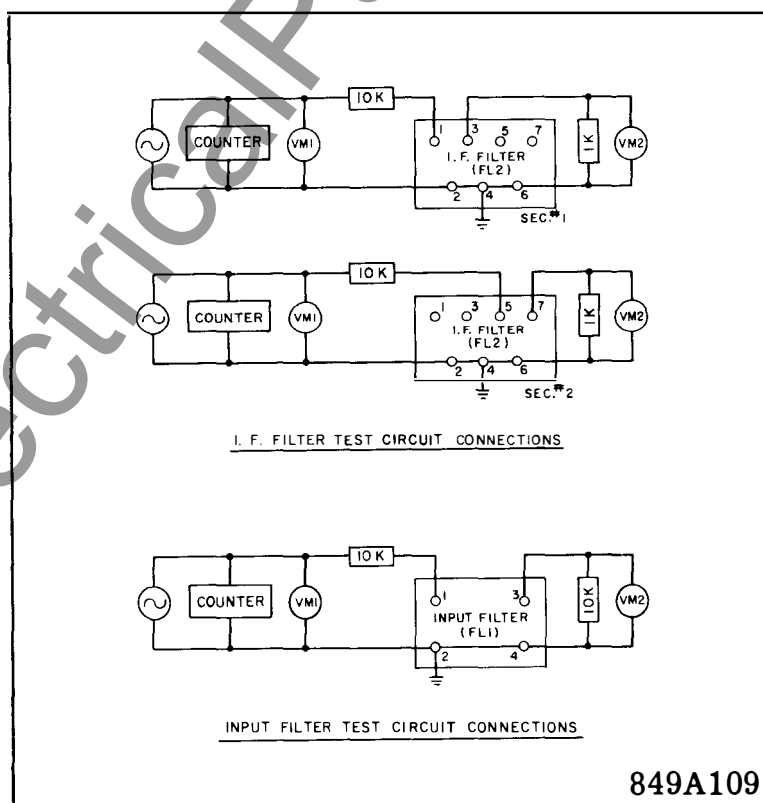 ectricalP
10K
COUNTER
VM1
1 3 5 7
I. F. FILTER
(FL2)
2 4 6
1K
VM2
SEC.#1
10K
COUNTER
VM1
1 3 5 7
I.F. FILTER
(FL2)
2 4 6
1K
VM2
SEC.#2
I. F. FILTER TEST CIRCUIT CONNECTIONS
10K
COUNTER
VM1
1 3
INPUT FILTER
(FL1)
2 4
10K
VM2
INPUT FILTER TEST CIRCUIT CONNECTIONS
849A109